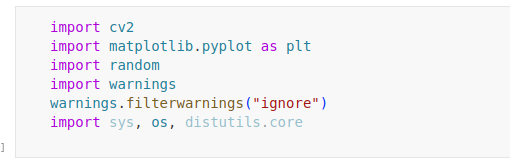 import cv2
import matplotlib.pyplot as plt
import random
import warnings
warnings.filterwarnings("ignore")
import sys, os, distutils.core
]